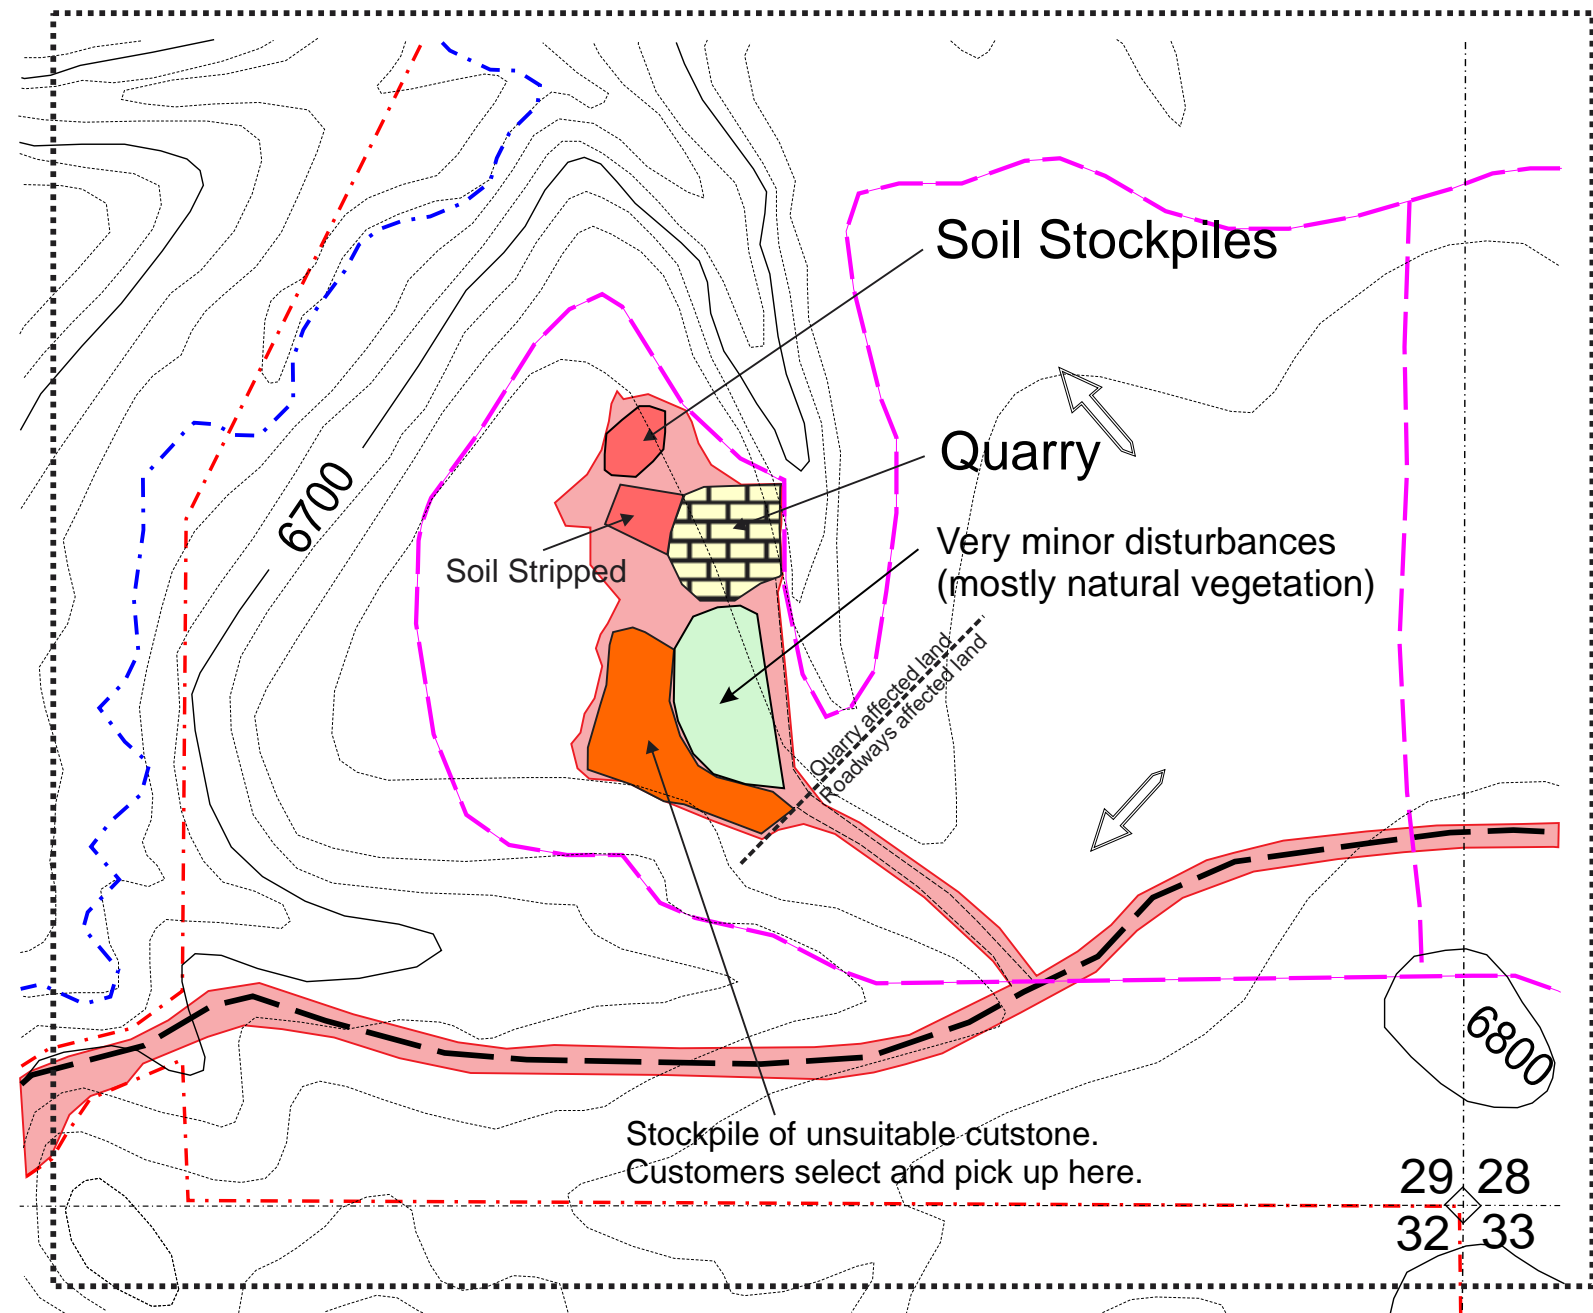 Soil Stockpiles
Quarry
6700
Very minor disturbances
(mostly natural vegetation)
Soil Stripped
Quarry affected land
Roadways affected land
6800
Stockpile of unsuitable cutstone.
Customers select and pick up here.
29 28
32 33